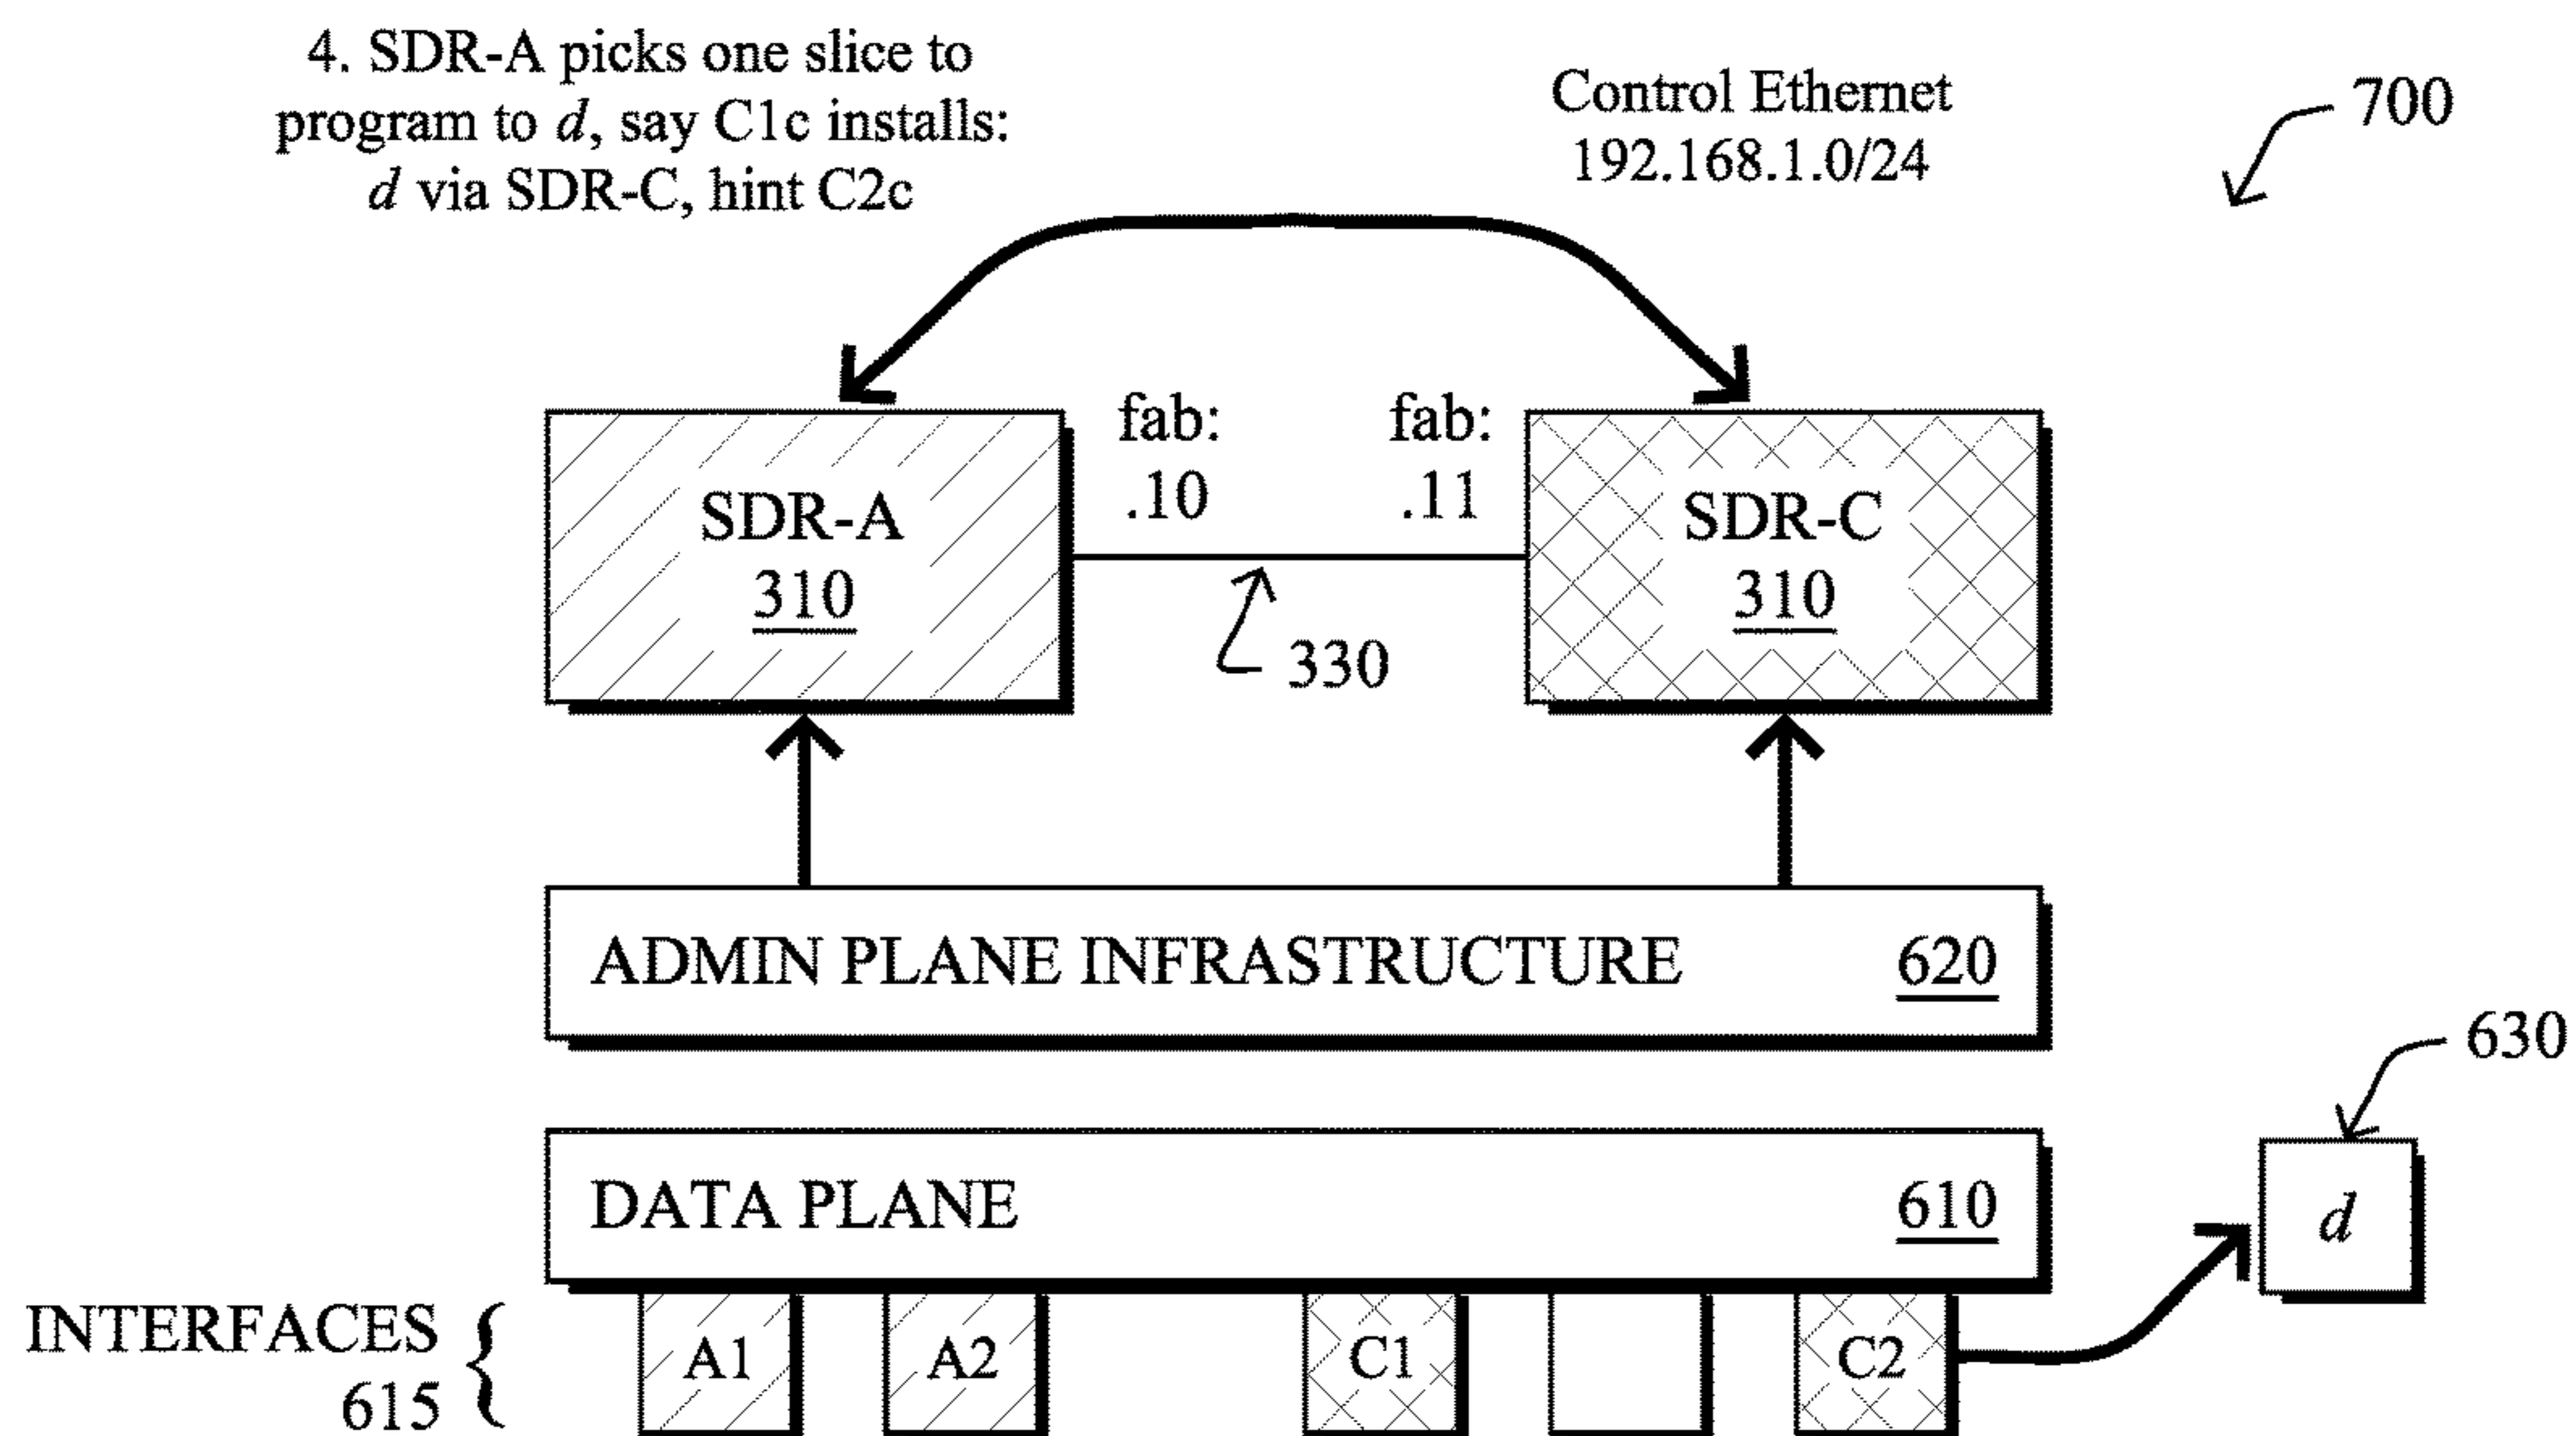 4. SDR-A picks one slice to
program to d, say C1c installs:
d via SDR-C, hint C2c
Control Ethernet
192.168.1.0/24
700
fab:
.10
fab:
.11
SDR-A
310
SDR-C
310
330
ADMIN PLANE INFRASTRUCTURE 620
630
DATA PLANE 610
d
INTERFACES
615
A1
A2
C1
C2